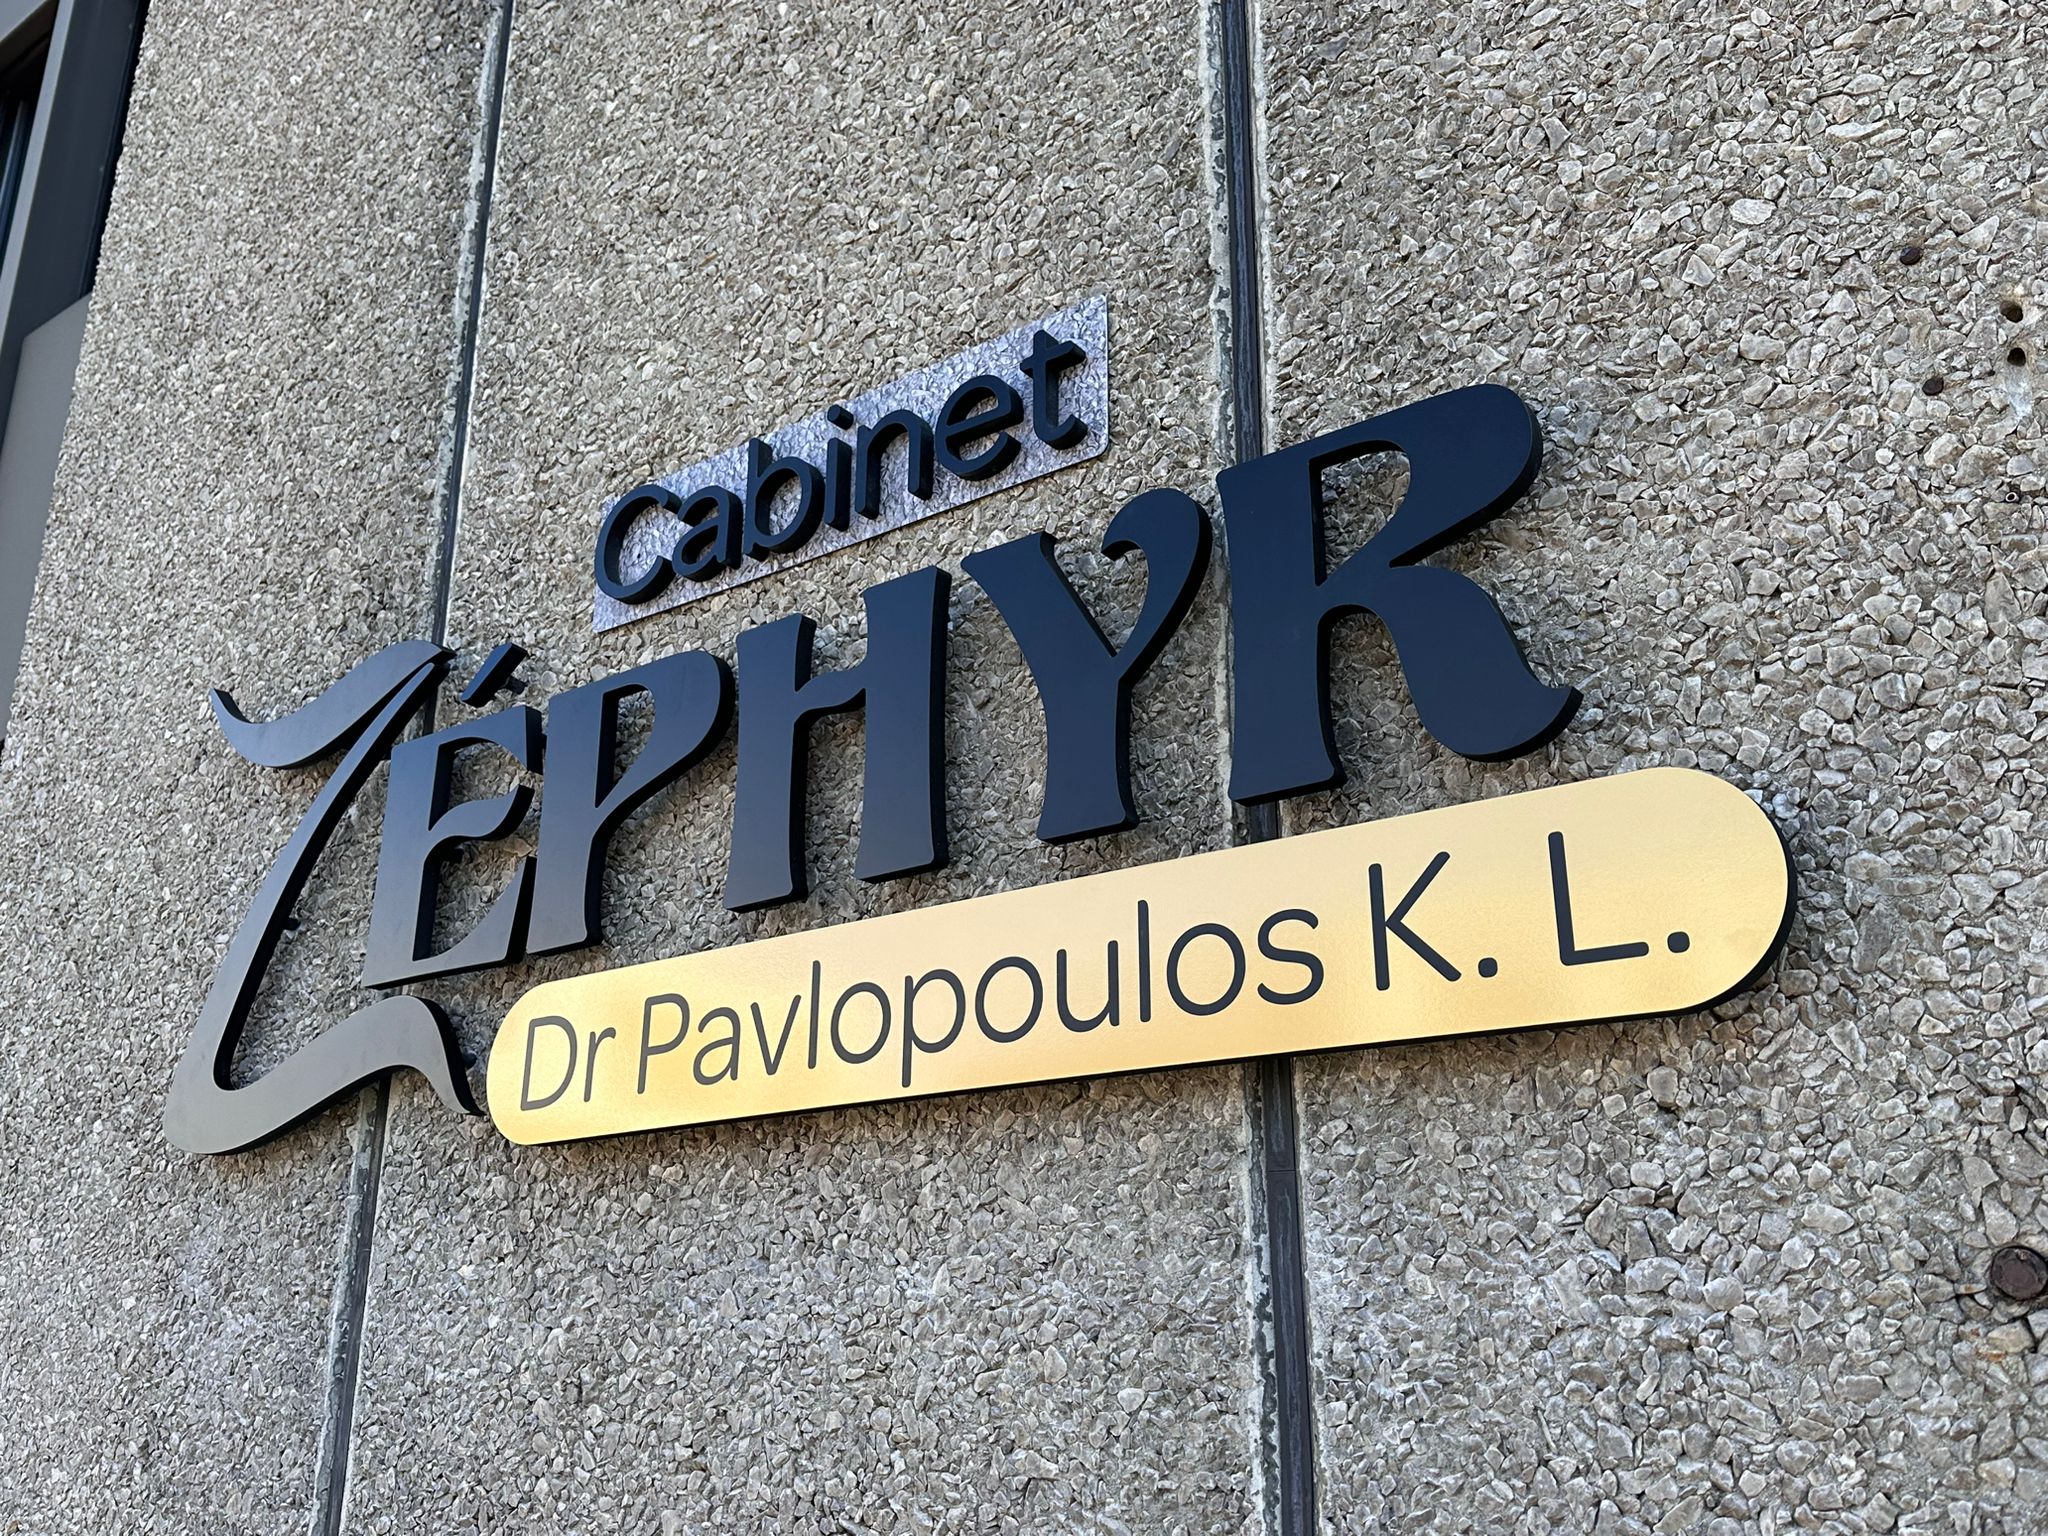 Cabinet
ZÉPHYR
Dr Pavlopoulos K. L.